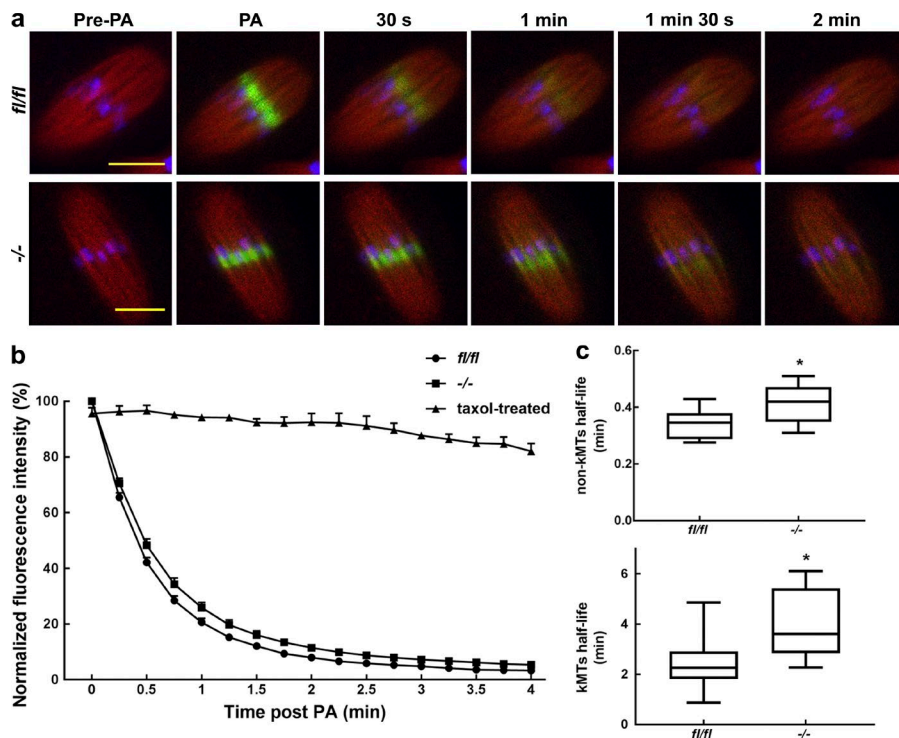 a
Pre-PA PA 30 s 1 min 1 min 30 s 2 min
fl/fl
-/-
b
fl/fl
-/-
taxol-treated
Normalized fluorescence intensity (%)
100
80
60
40
20
0
0 0.5 1 1.5 2 2.5 3 3.5 4
Time post PA (min)
c
non-kMTs half-life
(min)
0.6
0.4
0.2
0.0
*
fl/fl -/-
kMTs half-life
(min)
6
4
2
0
*
fl/fl -/-